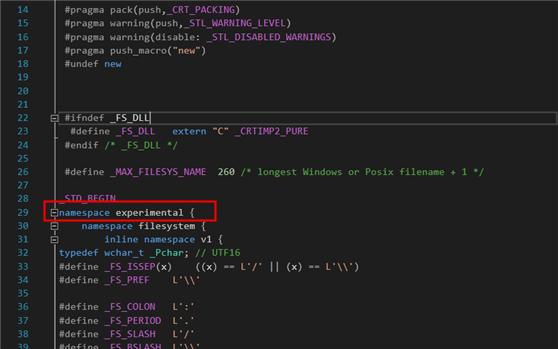 14 #pragma pack(push,_CRT_PACKING)
15 #pragma warning(push,_STL_WARNING_LEVEL)
16 #pragma warning(disable: _STL_DISABLED_WARNINGS)
17 #pragma push_macro("new")
18 #undef new
19
20
21
22 #ifndef _FS_DLL
23 #define _FS_DLL extern "C" _CRTIMP2_PURE
24 #endif /* _FS_DLL */
25
26 #define _MAX_FILESYS_NAME 260 /* longest Windows or Posix filename + 1 */
27
28 _STD_BEGIN
29 namespace experimental {
30 namespace filesystem {
31 inline namespace v1 {
32 typedef wchar_t _Pchar; // UTF16
33 #define _FS_ISSEP(x) ((x) == L'/' || (x) == L'\\')
34 #define _FS_PREF L'\\'
35
36 #define _FS_COLON L':'
37 #define _FS_PERIOD L'.'
38 #define _FS_SLASH L'/'
39 #define _FS_BSLASH L'\\'